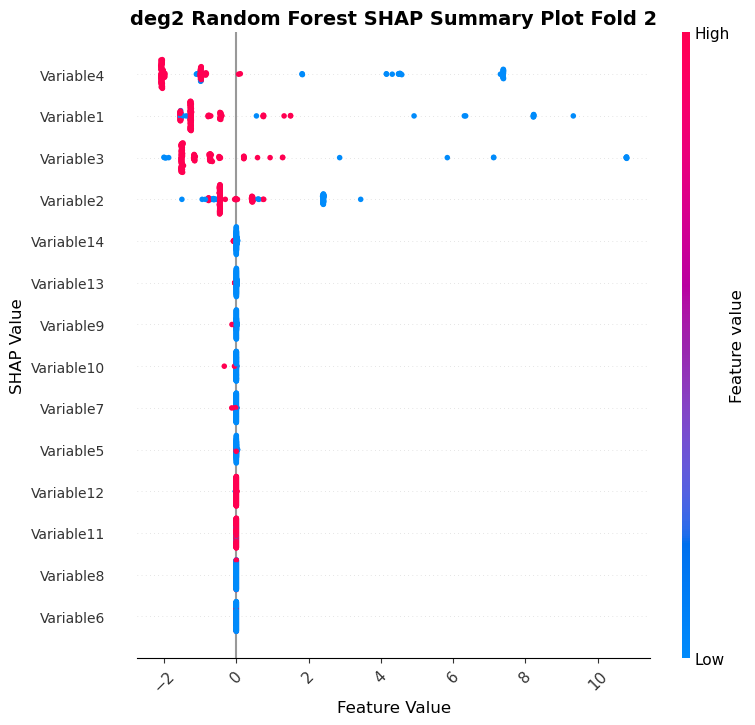 deg2 Random Forest SHAP Summary Plot Fold 2
High
Variable4
Variable1
Variable3
Variable2
Variable14
Variable13
Variable9
Variable10
Variable7
Variable5
Variable12
Variable11
Variable8
Variable6
SHAP Value
Feature value
Low
−2 0 2 4 6 8 10
Feature Value